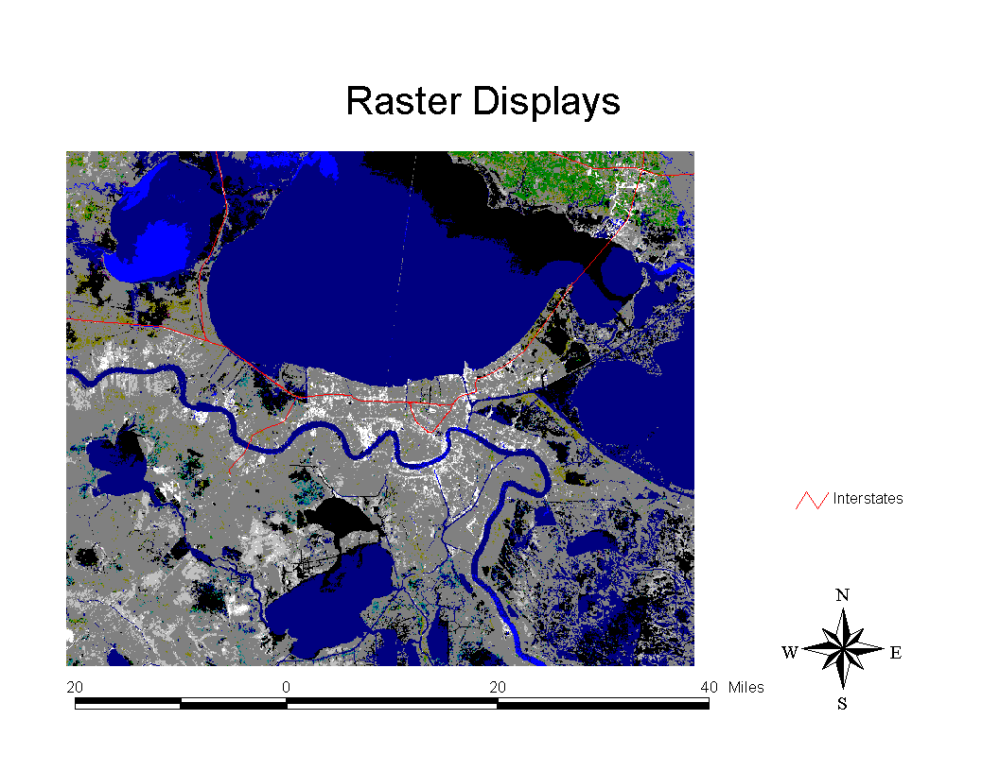 Raster Displays
Interstates
N
W E
S
20 0 20 40 Miles